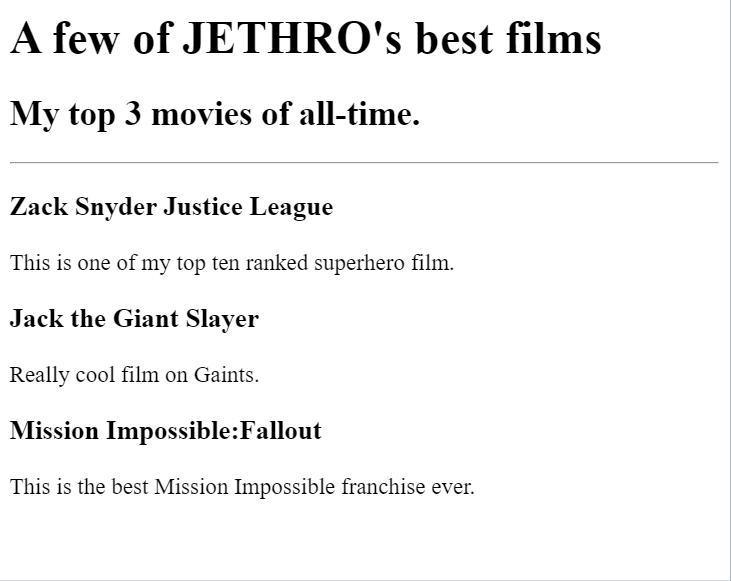 A few of JETHRO's best films
My top 3 movies of all-time.
Zack Snyder Justice League
This is one of my top ten ranked superhero film.
Jack the Giant Slayer
Really cool film on Gaints.
Mission Impossible:Fallout
This is the best Mission Impossible franchise ever.